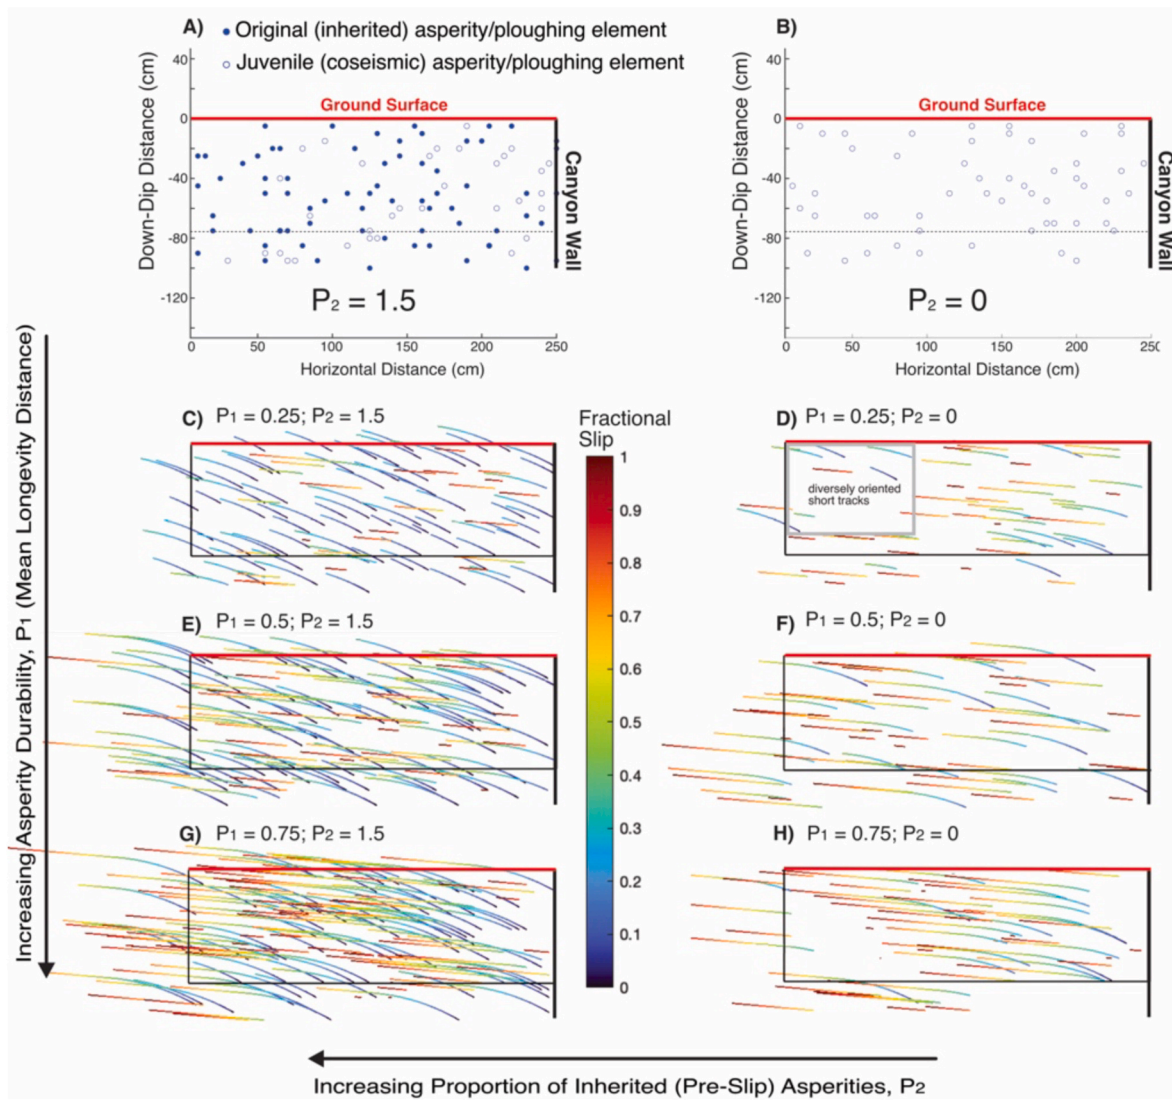 A)
Original (inherited) asperity/ploughing element
Juvenile (coseismic) asperity/ploughing element
Ground Surface
Down-Dip Distance (cm)
40
0
-40
-80
-120
P2 = 1.5
Canyon Wall
0 50 100 150 200 250
Horizontal Distance (cm)
B)
Ground Surface
Down-Dip Distance (cm)
40
0
-40
-80
-120
P2 = 0
Canyon Wall
0 50 100 150 200 250
Horizontal Distance (cm)
Increasing Asperity Durability, P1 (Mean Longevity Distance)
C) P1 = 0.25; P2 = 1.5
Fractional
Slip
1
0.9
0.8
0.7
0.6
0.5
0.4
0.3
0.2
0.1
0
D) P1 = 0.25; P2 = 0
diversely oriented
short tracks
E) P1 = 0.5; P2 = 1.5
F) P1 = 0.5; P2 = 0
G) P1 = 0.75; P2 = 1.5
H) P1 = 0.75; P2 = 0
Increasing Proportion of Inherited (Pre-Slip) Asperities, P2